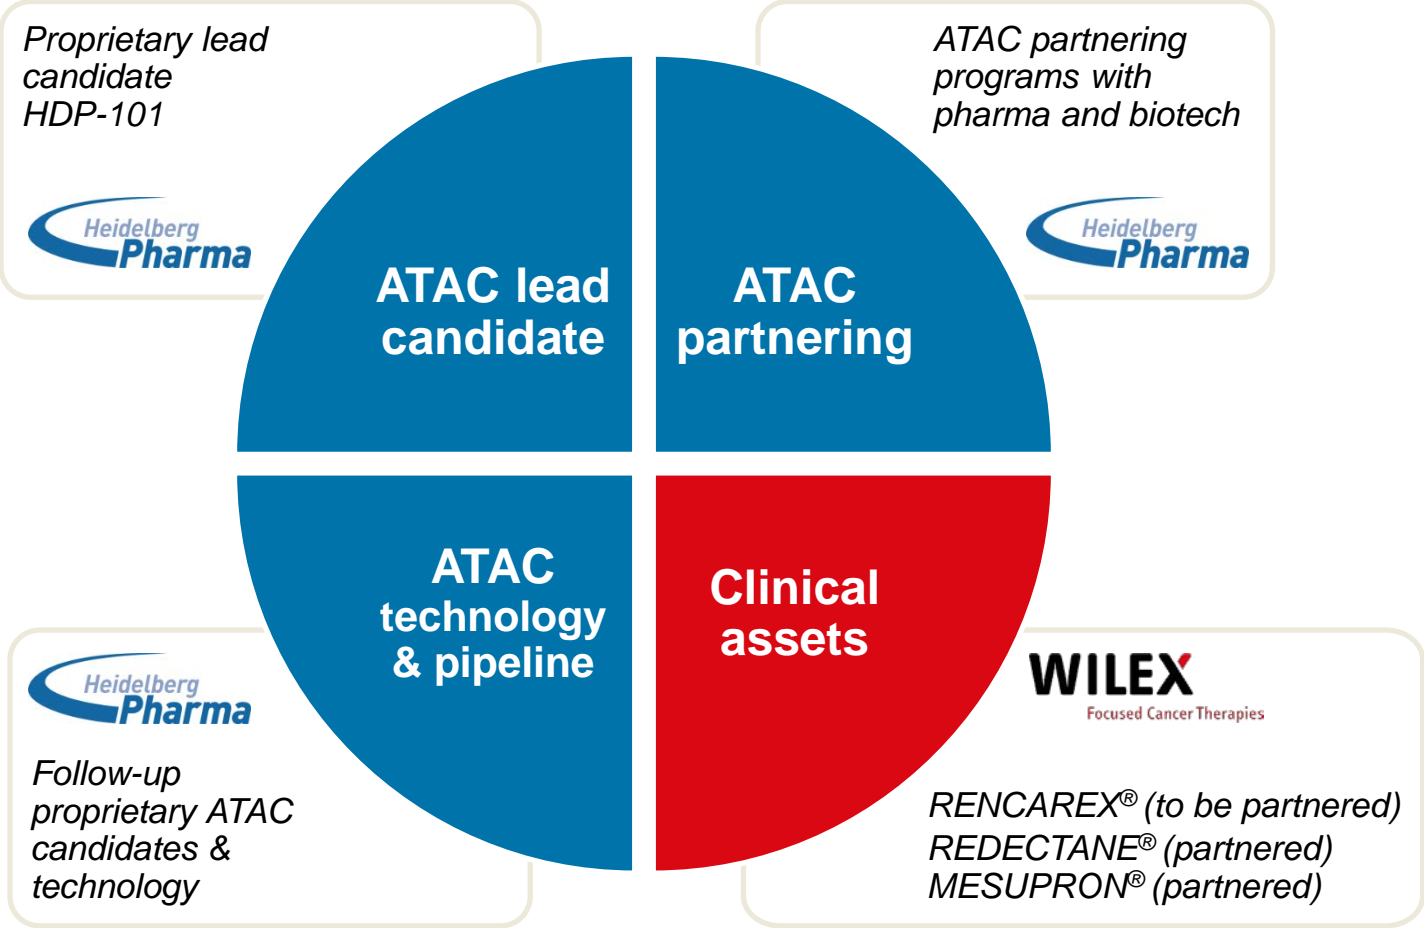 Proprietary lead
candidate
HDP-101
Heidelberg
Pharma
ATAC partnering
programs with
pharma and biotech
Heidelberg
Pharma
ATAC lead
candidate
ATAC
partnering
ATAC
technology
& pipeline
Clinical
assets
Heidelberg
Pharma
Follow-up
proprietary ATAC
candidates &
technology
WILEX
Focused Cancer Therapies
RENCAREX® (to be partnered)
REDECTANE® (partnered)
MESUPRON® (partnered)